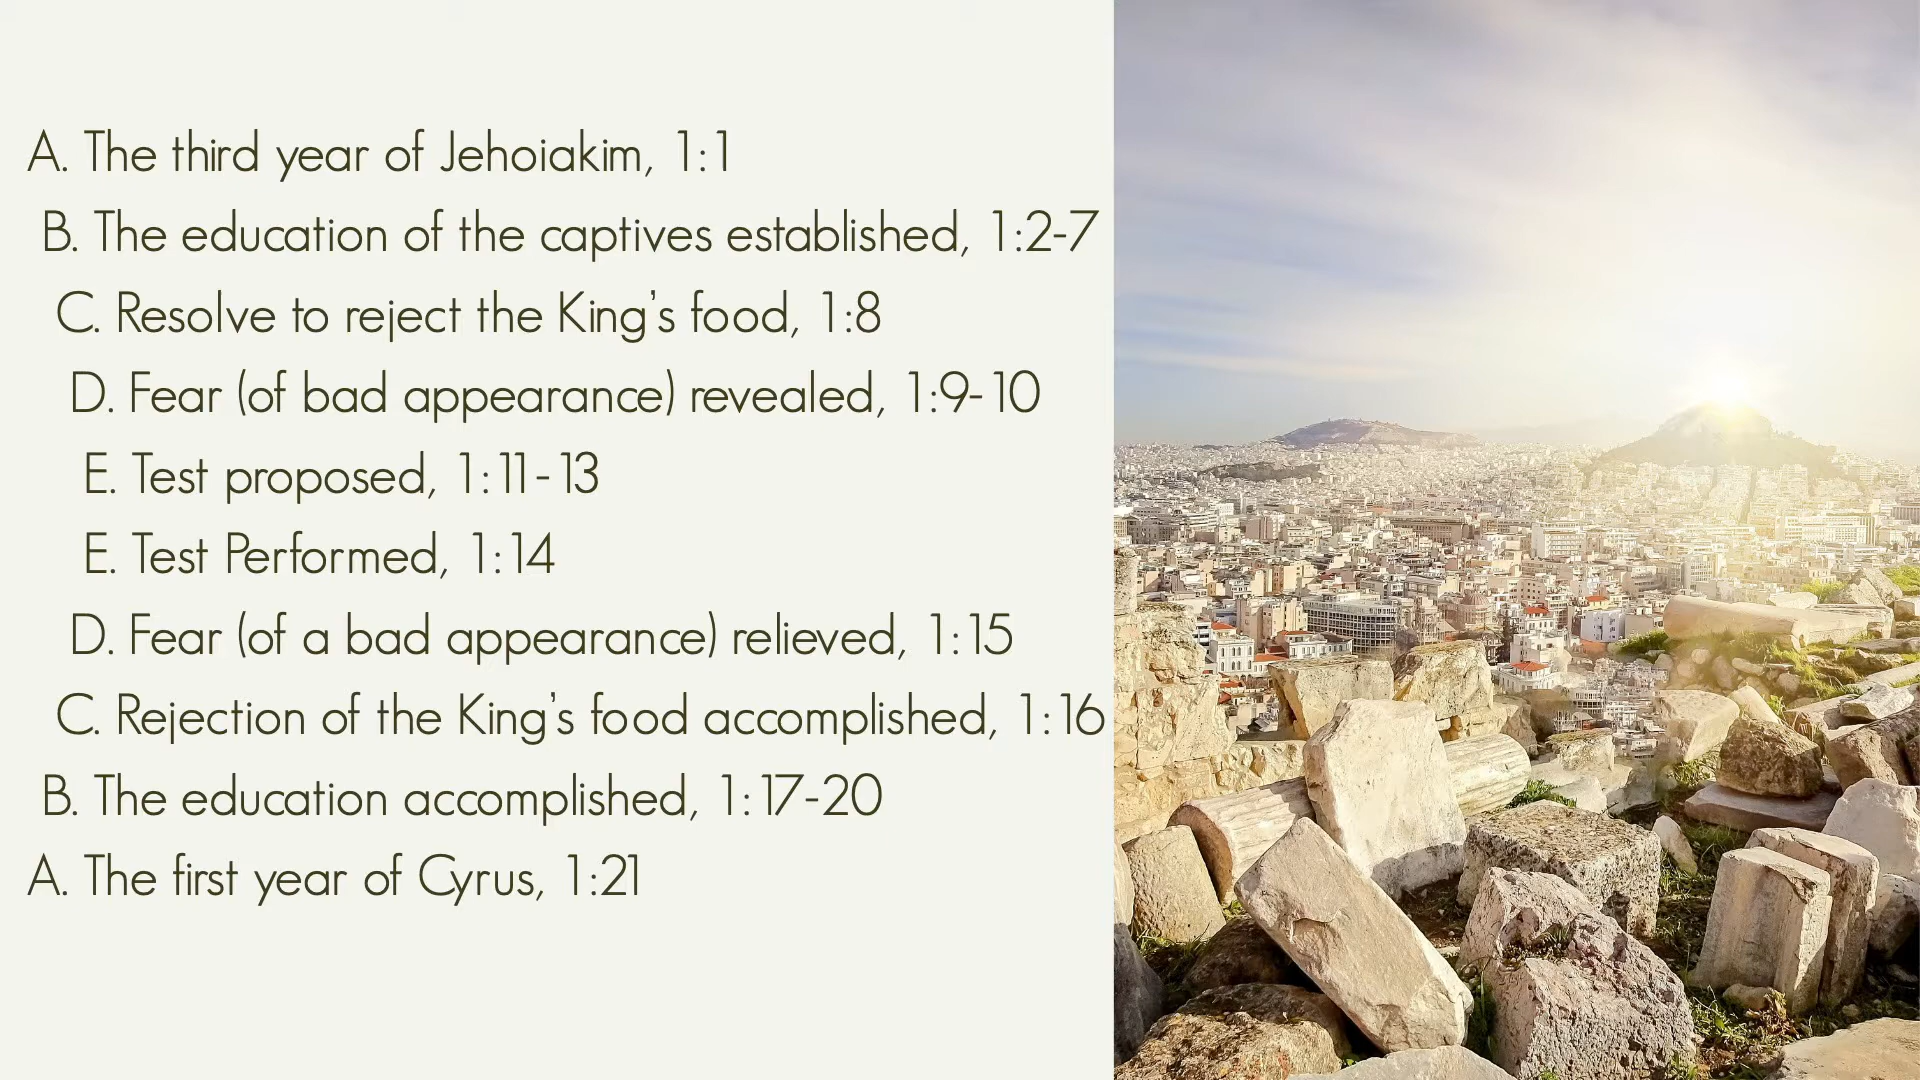 A. The third year of Jehoiakim, 1:1
B. The education of the captives established, 1:2-7
C. Resolve to reject the King's food, 1:8
D. Fear (of bad appearance) revealed, 1:9-10
E. Test proposed, 1:11-13
E. Test Performed, 1:14
D. Fear (of a bad appearance) relieved, 1:15
C. Rejection of the King's food accomplished, 1:16
B. The education accomplished, 1:17-20
A. The first year of Cyrus, 1:21